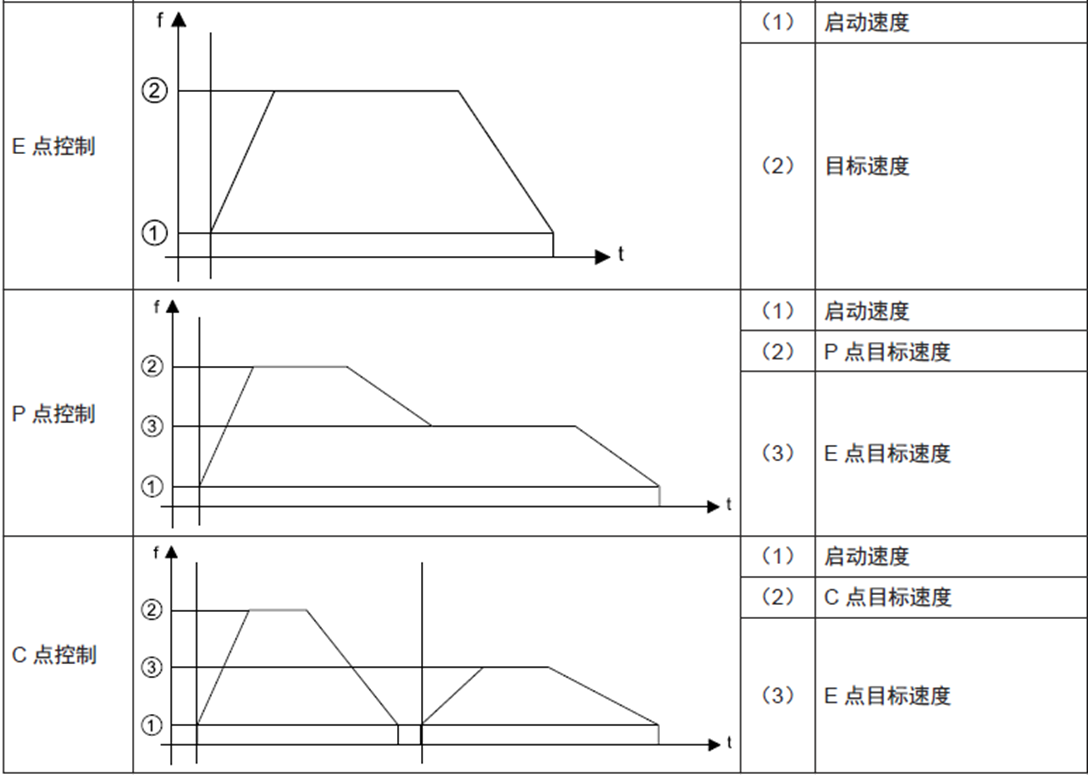 E 点控制
f
②
①
t
（1）
启动速度
（2）
目标速度
P 点控制
f
②
③
①
t
（1）
启动速度
（2）
P 点目标速度
（3）
E 点目标速度
C 点控制
f
②
③
①
t
（1）
启动速度
（2）
C 点目标速度
（3）
E 点目标速度